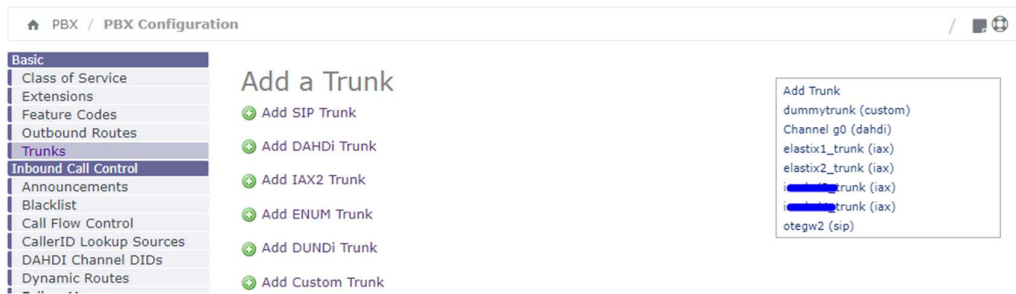 PBX / PBX Configuration /
Basic
Class of Service
Extensions
Feature Codes
Outbound Routes
Trunks
Inbound Call Control
Announcements
Blacklist
Call Flow Control
CallerID Lookup Sources
DAHDI Channel DIDs
Dynamic Routes
Add a Trunk
Add SIP Trunk
Add DAHDi Trunk
Add IAX2 Trunk
Add ENUM Trunk
Add DUNDi Trunk
Add Custom Trunk
Add Trunk
dummytrunk (custom)
Channel g0 (dahdi)
elastix1_trunk (iax)
elastix2_trunk (iax)
trunk (iax)
trunk (iax)
otegw2 (sip)